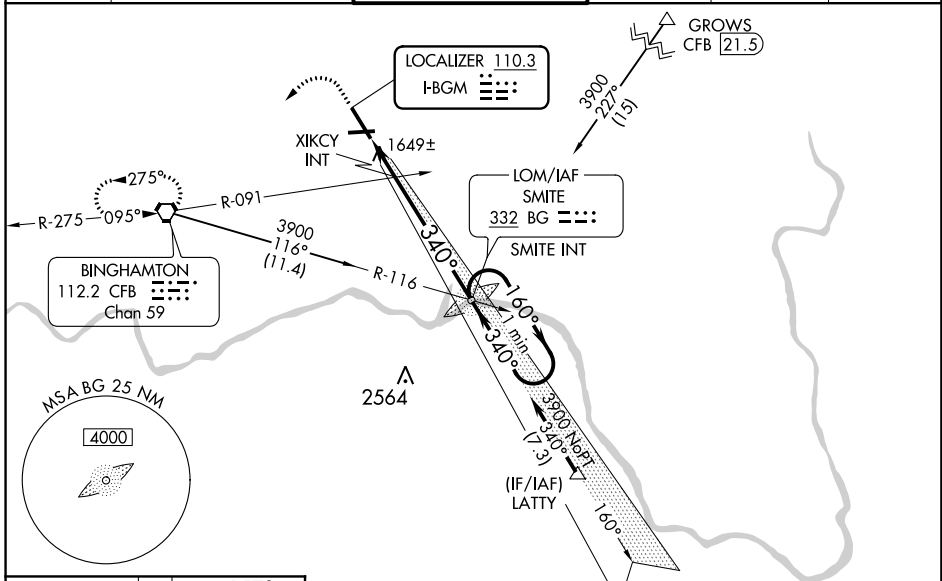 GROWS
CFB 21.5
3900
227°
(15)
LOCALIZER 110.3
I-BGM
XIKCY
INT
1649±
LOM/IAF
SMITE
332 BG
SMITE INT
275°
R-275
095°
R-091
3900
116°
(11.4)
R-116
BINGHAMTON
112.2 CFB
Chan 59
340°
160°
1 min
340°
2564
MSA BG 25 NM
4000
3900 NoPT
340°
(7.3)
(IF/IAF)
LATTY
160°